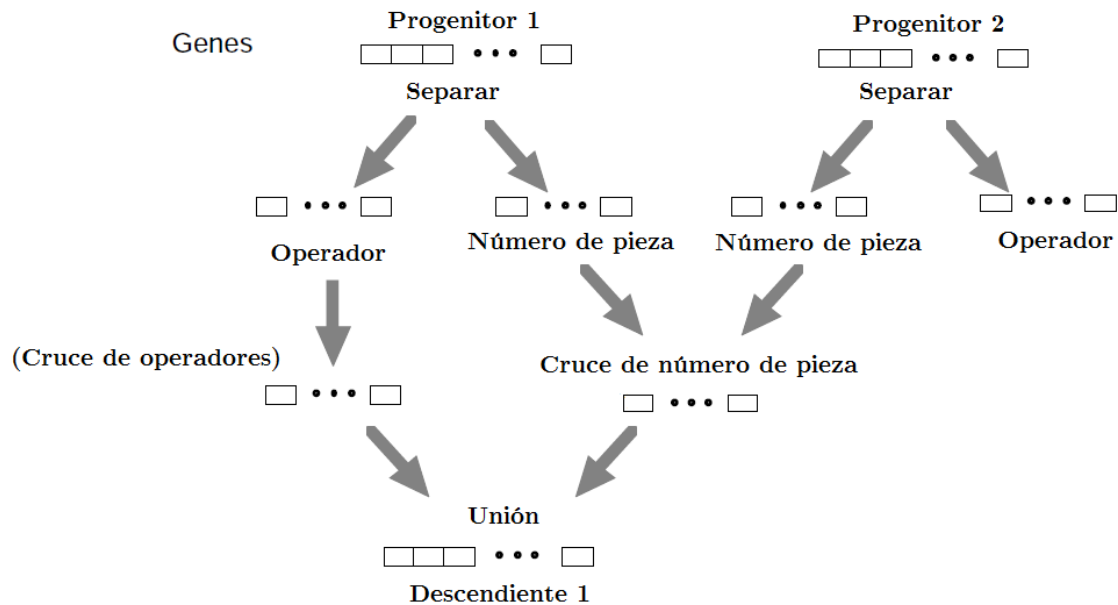 Genes
Progenitor 1
Progenitor 2
Separar
Separar
Operador
Número de pieza
Número de pieza
Operador
(Cruce de operadores)
Cruce de número de pieza
Unión
Descendiente 1